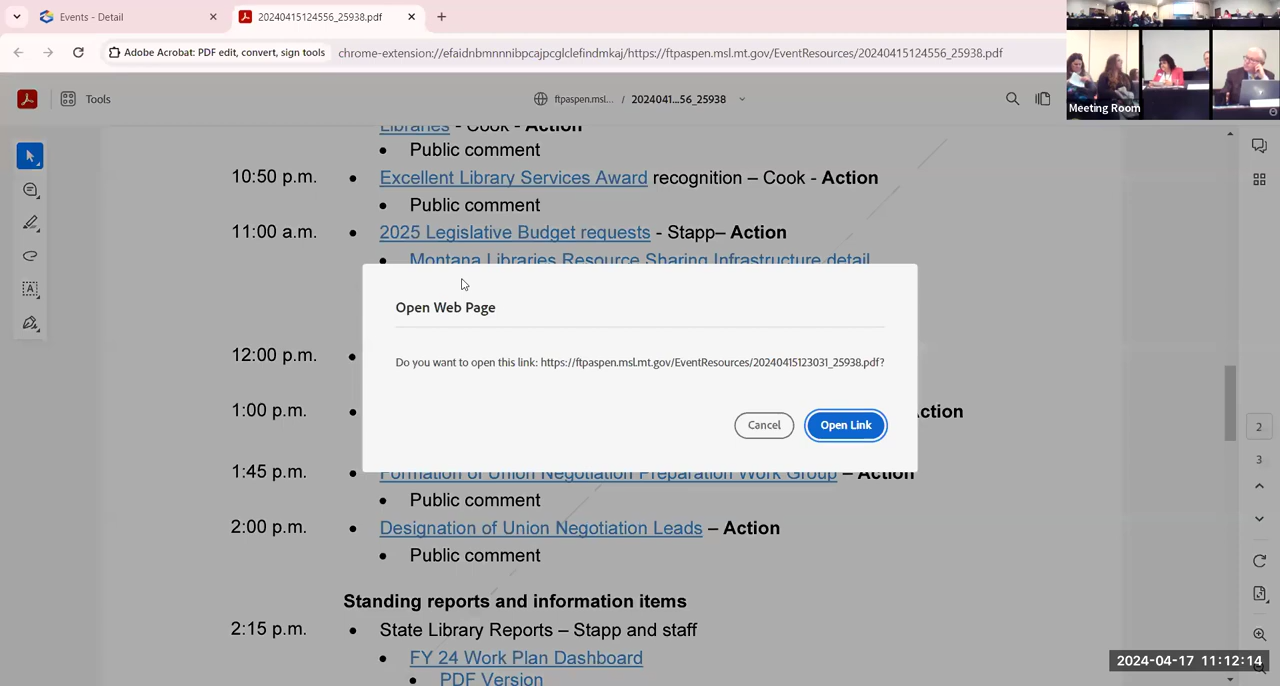 Events - Detail
20240415124556_25938.pdf
Adobe Acrobat: PDF edit, convert, sign tools
chrome-extension://efaidnbmnnnibpcajpcglclefindmkaj/https://ftpaspen.msl.mt.gov/EventResources/20240415124556_25938.pdf
Meeting Room
Tools
ftpaspen.msl... / 2024041...56_25938
Libraries - Cook - Action
• Public comment
10:50 p.m. • Excellent Library Services Award recognition – Cook - Action
• Public comment
11:00 a.m. • 2025 Legislative Budget requests - Stapp– Action
• Montana Libraries Resource Sharing Infrastructure detail
Open Web Page
Do you want to open this link: https://ftpaspen.msl.mt.gov/EventResources/20240415123031_25938.pdf?
Cancel
Open Link
12:00 p.m. •
1:00 p.m. • Action
1:45 p.m. • Formation of Union Negotiation Preparation Work Group – Action
• Public comment
2:00 p.m. • Designation of Union Negotiation Leads – Action
• Public comment
Standing reports and information items
2:15 p.m. • State Library Reports – Stapp and staff
• FY 24 Work Plan Dashboard
• PDF Version
2
3
2024-04-17 11:12:14